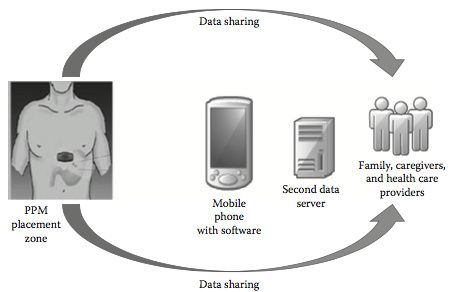 Data sharing
PPM
placement
zone
Mobile
phone
with software
Second data
server
Family, caregivers,
and health care
providers
Data sharing